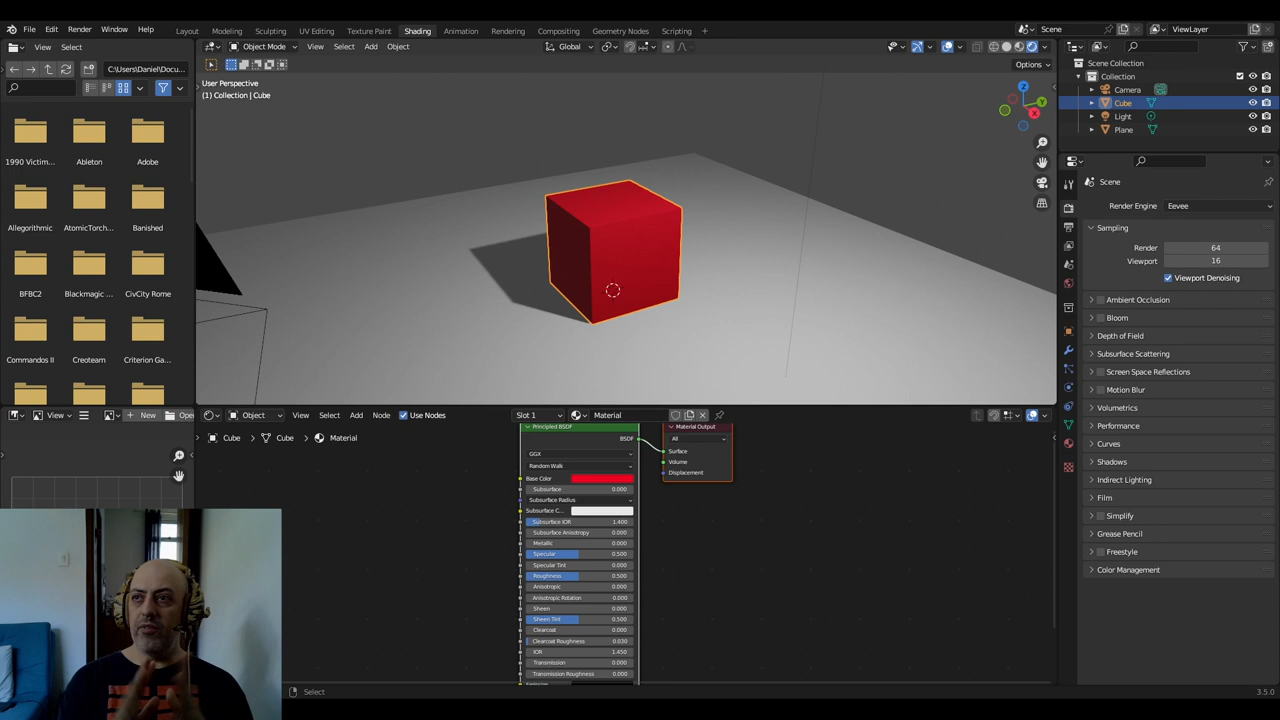 File Edit Render Window Help
Layout Modeling Sculpting UV Editing Texture Paint Shading Animation Rendering Compositing Geometry Nodes Scripting
Scene
ViewLayer
View Select
Object Mode View Select Add Object
Global
C:\Users\Daniel\Docu...
Options
User Perspective
(1) Collection | Cube
Z
Y
X
1990 Victim... Ableton Adobe
Allegorithmic AtomicTorch... Banished
BFBC2 Blackmagic ... CivCity Rome
Commandos II Creoteam Criterion Ga...
Scene Collection
Collection
Camera
Cube
Light
Plane
Scene
Render Engine Eevee
Sampling
Render 64
Viewport 16
Viewport Denoising
Ambient Occlusion
Bloom
Depth of Field
Subsurface Scattering
Screen Space Reflections
Motion Blur
Volumetrics
Performance
Curves
Shadows
Indirect Lighting
Film
Simplify
Grease Pencil
Freestyle
Color Management
View New Open
Object View Select Add Node Use Nodes Slot 1 Material
Cube Cube Material
Principled BSDF
BSDF
GGX
Random Walk
Base Color
Subsurface 0.000
Subsurface Radius
Subsurface C...
Subsurface IOR 1.400
Subsurface Anisotropy 0.000
Metallic 0.000
Specular 0.500
Specular Tint 0.000
Roughness 0.500
Anisotropic 0.000
Anisotropic Rotation 0.000
Sheen 0.000
Sheen Tint 0.500
Clearcoat 0.000
Clearcoat Roughness 0.030
IOR 1.450
Transmission 0.000
Transmission Roughness 0.000
Material Output
All
Surface
Volume
Displacement
Select
3.5.0